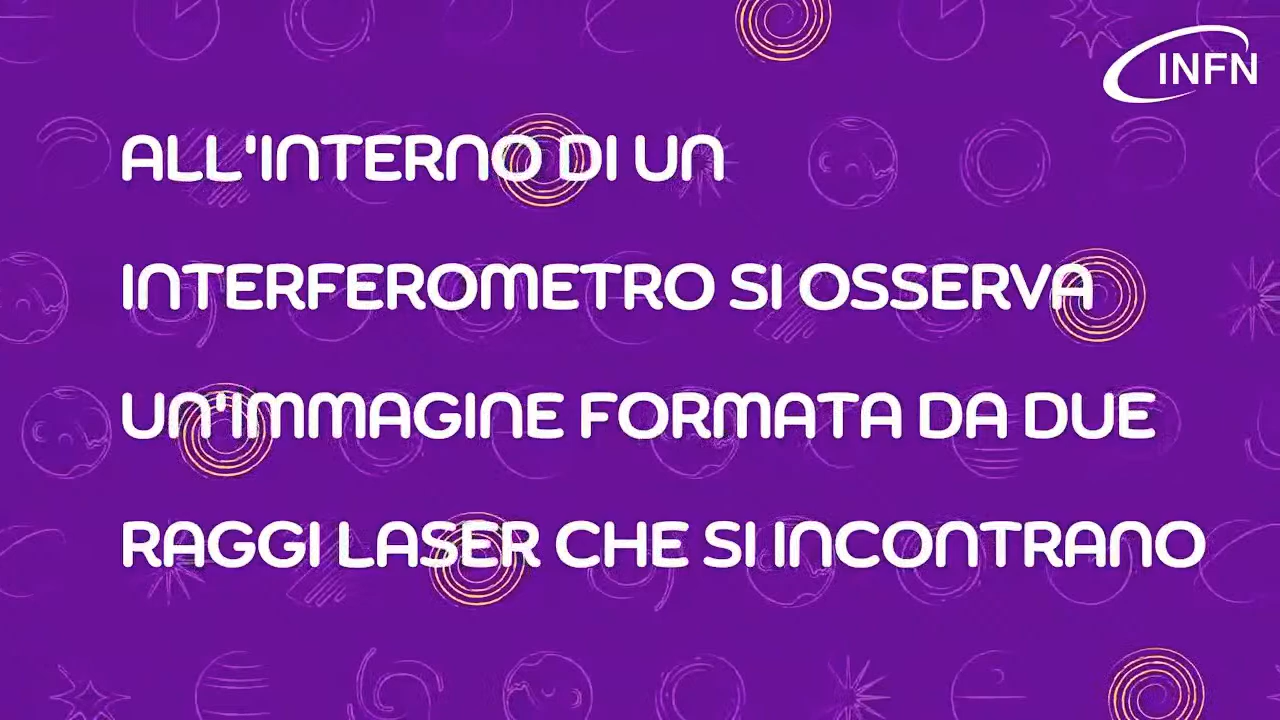 INFN
ALL'INTERNO DI UN
INTERFEROMETRO SI OSSERVA
UN'IMMAGINE FORMATA DA DUE
RAGGI LASER CHE SI INCONTRANO